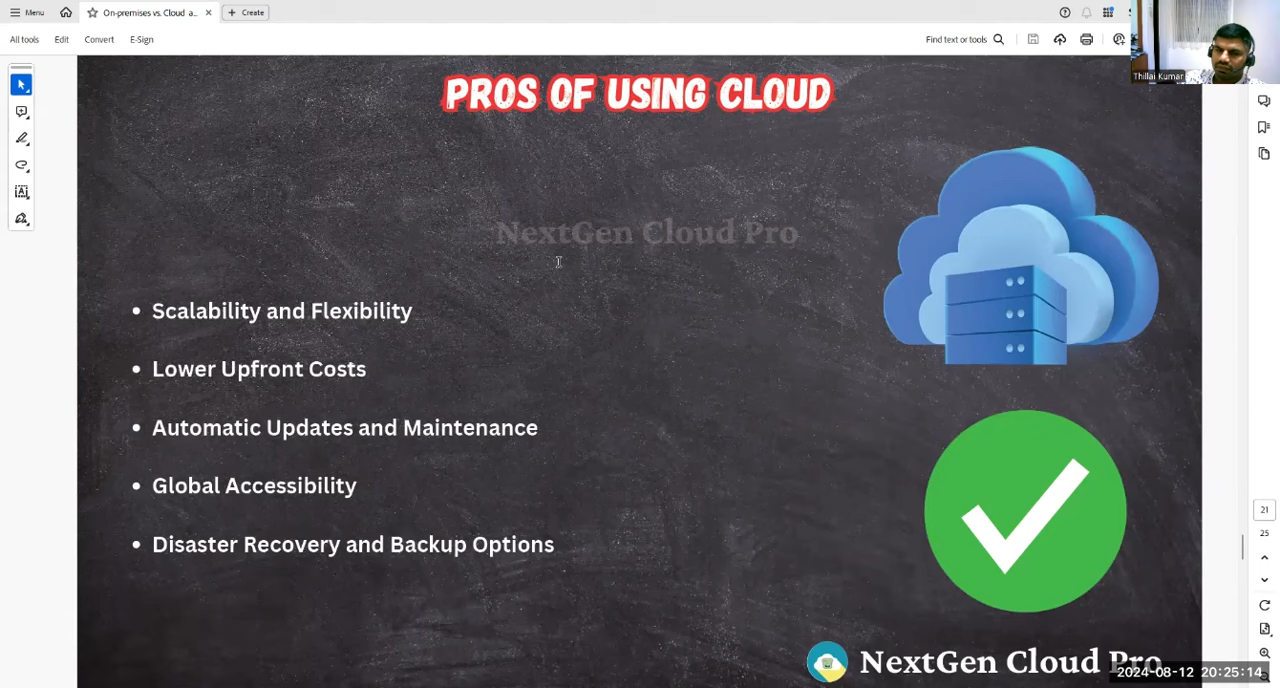 Menu
On-premises vs. Cloud a...
Create
All tools
Edit
Convert
E-Sign
Find text or tools
Thillai Kumar
PROS OF USING CLOUD
NextGen Cloud Pro
• Scalability and Flexibility
• Lower Upfront Costs
• Automatic Updates and Maintenance
• Global Accessibility
• Disaster Recovery and Backup Options
21
25
NextGen Cloud Pro
2024-08-12 20:25:14